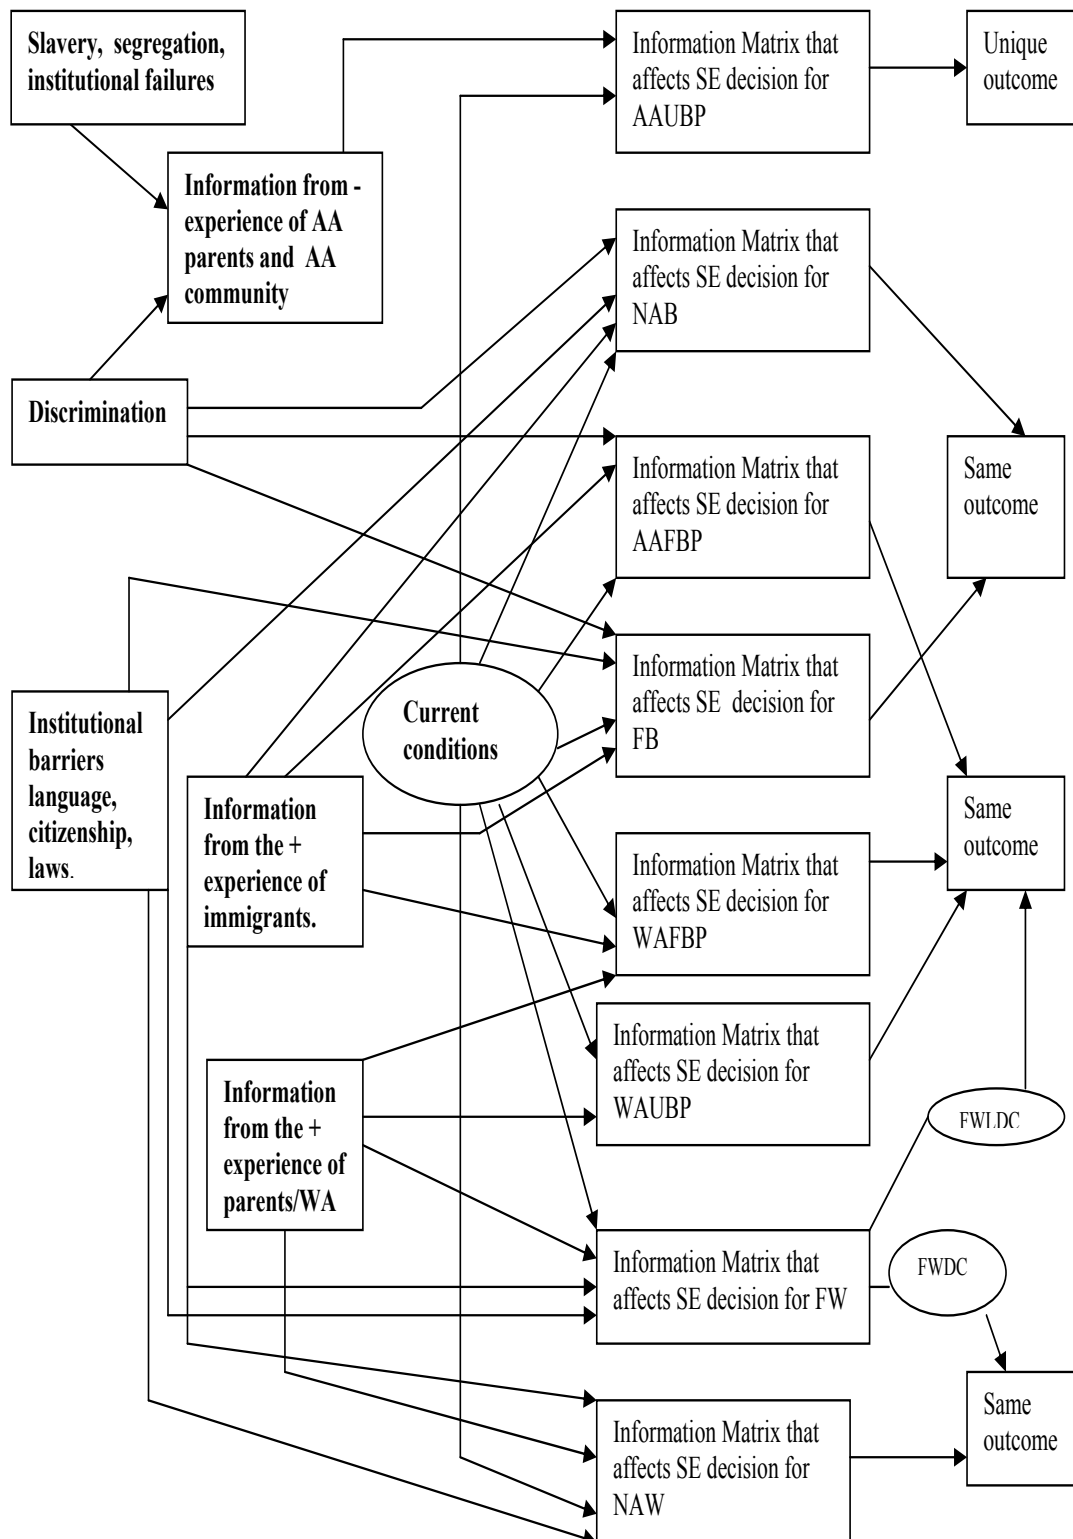 Slavery, segregation,
institutional failures
Information Matrix that
affects SE decision for
AAUBP
Unique
outcome
Information from -
experience of AA
parents and AA
community
Information Matrix that
affects SE decision for
NAB
Discrimination
Information Matrix that
affects SE decision for
AAFBP
Same
outcome
Information Matrix that
affects SE decision for
FB
Current
conditions
Institutional
barriers
language,
citizenship,
laws.
Information
from the +
experience of
immigrants.
Same
outcome
Information Matrix that
affects SE decision for
WAFBP
Information Matrix that
affects SE decision for
WAUBP
Information
from the +
experience of
parents/WA
FWLDC
Information Matrix that
affects SE decision for FW
FWDC
Information Matrix that
affects SE decision for
NAW
Same
outcome